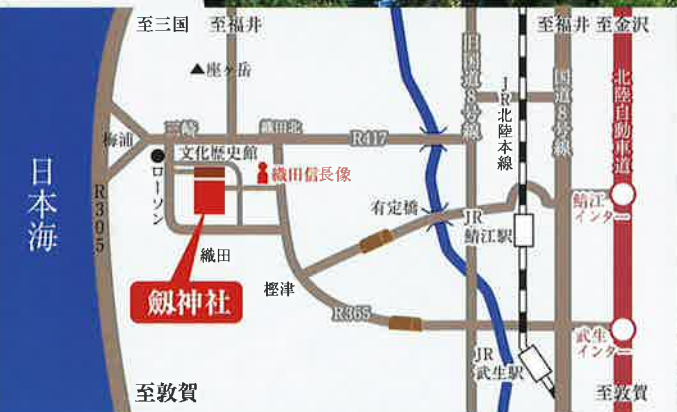 至三国
至福井
至福井
至金沢
▲座ヶ岳
旧国道8号線
JR北陸本線
国道8号線
北陸自動車道
梅浦
三崎
織田北
R417
文化歴史館
織田信長像
ローソン
日本海
R305
有定橋
JR
鯖江駅
鯖江
インター
織田
樫津
劔神社
R365
武生
インター
JR
武生駅
至敦賀
至敦賀